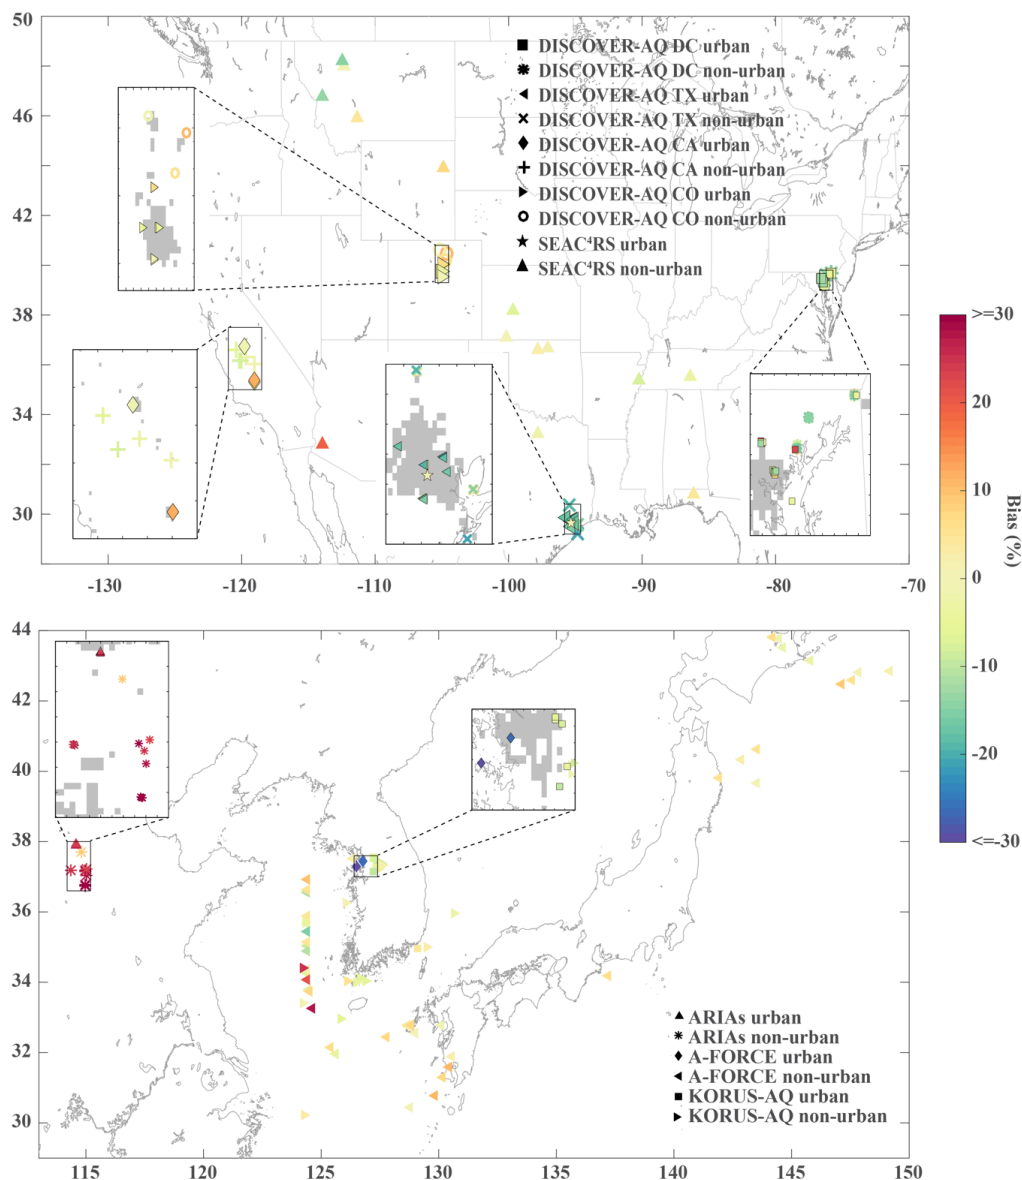 50
46
42
38
34
30
DISCOVER-AQ DC urban
DISCOVER-AQ DC non-urban
DISCOVER-AQ TX urban
DISCOVER-AQ TX non-urban
DISCOVER-AQ CA urban
DISCOVER-AQ CA non-urban
DISCOVER-AQ CO urban
DISCOVER-AQ CO non-urban
SEAC⁴RS urban
SEAC⁴RS non-urban
-130 -120 -110 -100 -90 -80 -70
>=30
20
10
0
-10
-20
<=-30
Bias (%)
44
42
40
38
36
34
32
30
ARIAs urban
ARIAs non-urban
A-FORCE urban
A-FORCE non-urban
KORUS-AQ urban
KORUS-AQ non-urban
115 120 125 130 135 140 145 150